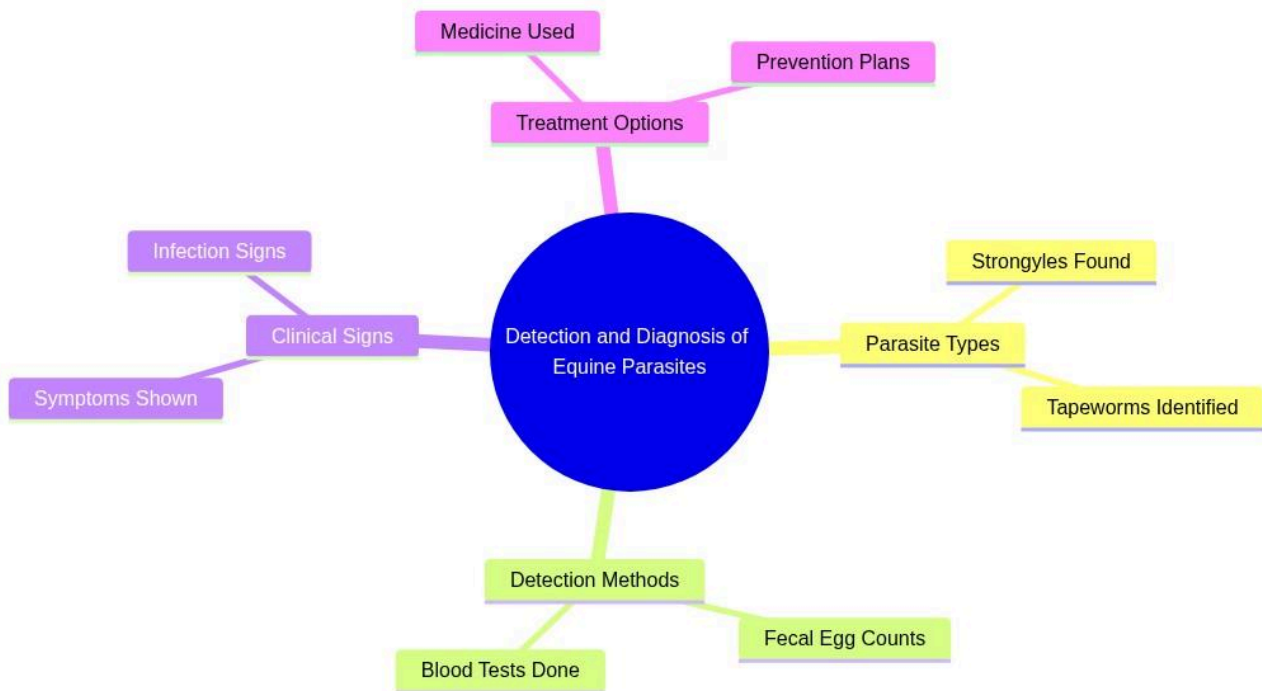 Medicine Used
Prevention Plans
Treatment Options
Infection Signs
Strongyles Found
Clinical Signs
Detection and Diagnosis of
Equine Parasites
Parasite Types
Symptoms Shown
Tapeworms Identified
Detection Methods
Fecal Egg Counts
Blood Tests Done